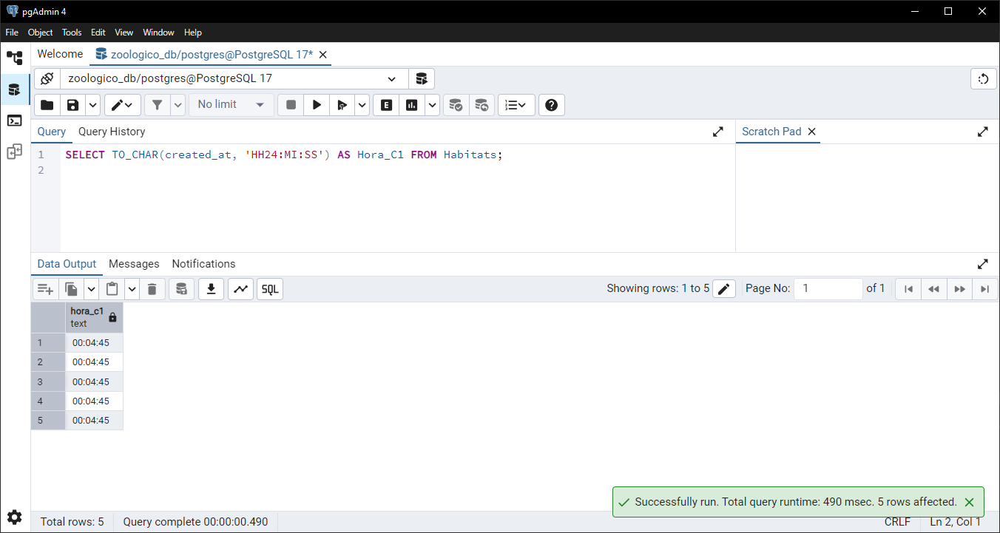 pgAdmin 4
File Object Tools Edit View Window Help
Welcome zoologico_db/postgres@PostgreSQL 17*
zoologico_db/postgres@PostgreSQL 17
No limit E
Query Query History Scratch Pad
1 SELECT TO_CHAR(created_at, 'HH24:MI:SS') AS Hora_C1 FROM Habitats;
2
Data Output Messages Notifications
SQL Showing rows: 1 to 5 Page No: 1 of 1
hora_c1
text
1 00:04:45
2 00:04:45
3 00:04:45
4 00:04:45
5 00:04:45
Successfully run. Total query runtime: 490 msec. 5 rows affected.
Total rows: 5 Query complete 00:00:00.490 CRLF Ln 2, Col 1